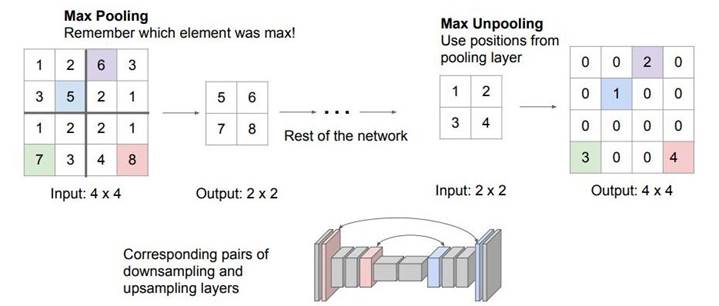 Max Pooling
Remember which element was max!
1 2 6 3
3 5 2 1
1 2 2 1
7 3 4 8
Input: 4 x 4
5 6
7 8
Output: 2 x 2
...
Rest of the network
Max Unpooling
Use positions from
pooling layer
1 2
3 4
Input: 2 x 2
0 0 2 0
0 1 0 0
0 0 0 0
3 0 0 4
Output: 4 x 4
Corresponding pairs of
downsampling and
upsampling layers